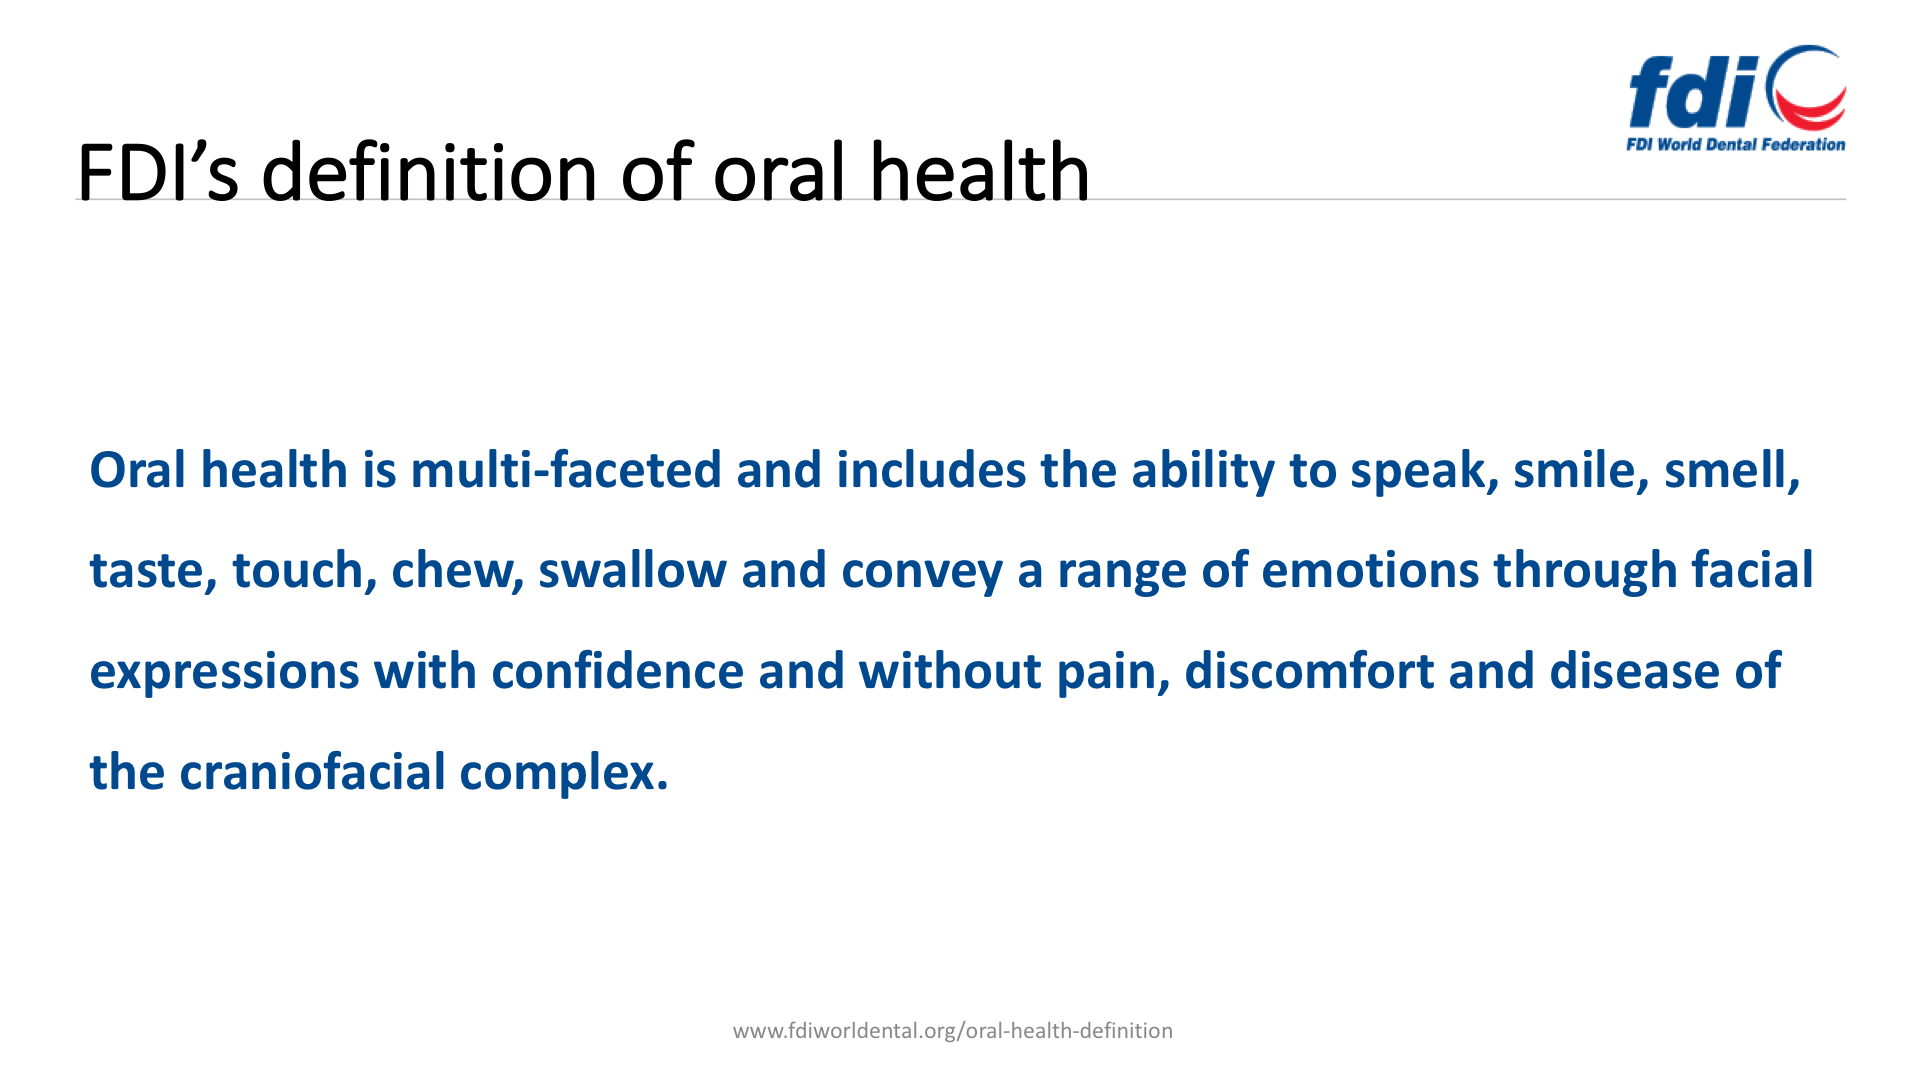 fdi
FDI World Dental Federation
FDI’s definition of oral health
Oral health is multi-faceted and includes the ability to speak, smile, smell,
taste, touch, chew, swallow and convey a range of emotions through facial
expressions with confidence and without pain, discomfort and disease of
the craniofacial complex.
www.fdiworldental.org/oral-health-definition